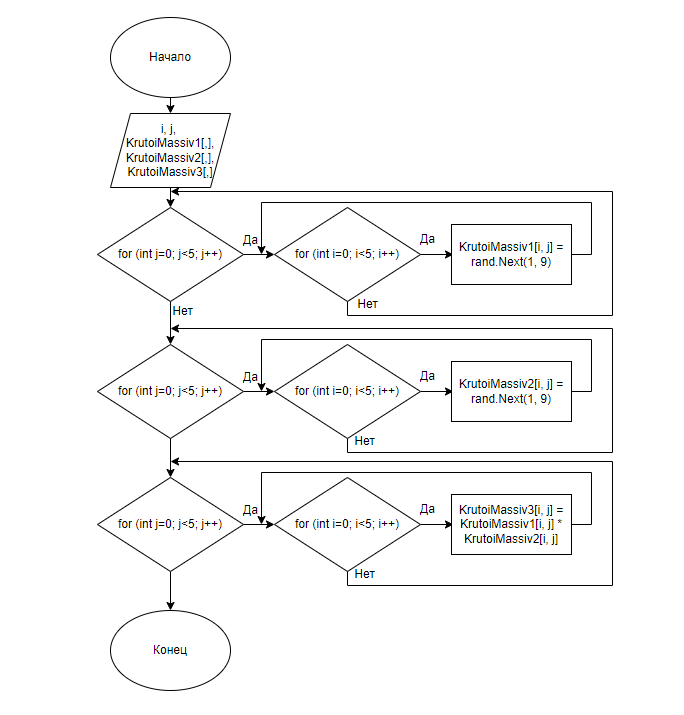 Начало
i, j,
KrutoiMassiv1[,],
KrutoiMassiv2[,],
KrutoiMassiv3[,]
for (int j=0; j<5; j++)
Да
for (int i=0; i<5; i++)
Да
KrutoiMassiv1[i, j] =
rand.Next(1, 9)
Нет
Нет
for (int j=0; j<5; j++)
Да
for (int i=0; i<5; i++)
Да
KrutoiMassiv2[i, j] =
rand.Next(1, 9)
Нет
for (int j=0; j<5; j++)
Да
for (int i=0; i<5; i++)
Да
KrutoiMassiv3[i, j] =
KrutoiMassiv1[i, j] *
KrutoiMassiv2[i, j]
Нет
Конец